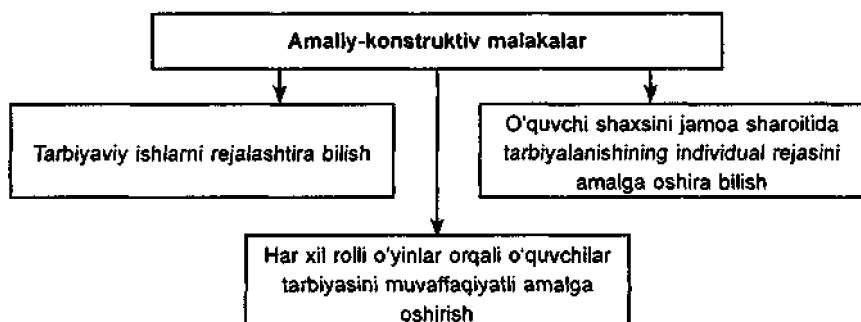 Amaliy-konstruktiv malakalar
Tarbiyaviy ishlarni rejalashtira bilish
O'quvchi shaxsini jamoa sharoitida
tarbiyalanishining individual rejasini
amalga oshira bilish
Har xil rolli o'yinlar orqali o'quvchilar
tarbiyasini muvaffaqiyatli amalga
oshirish